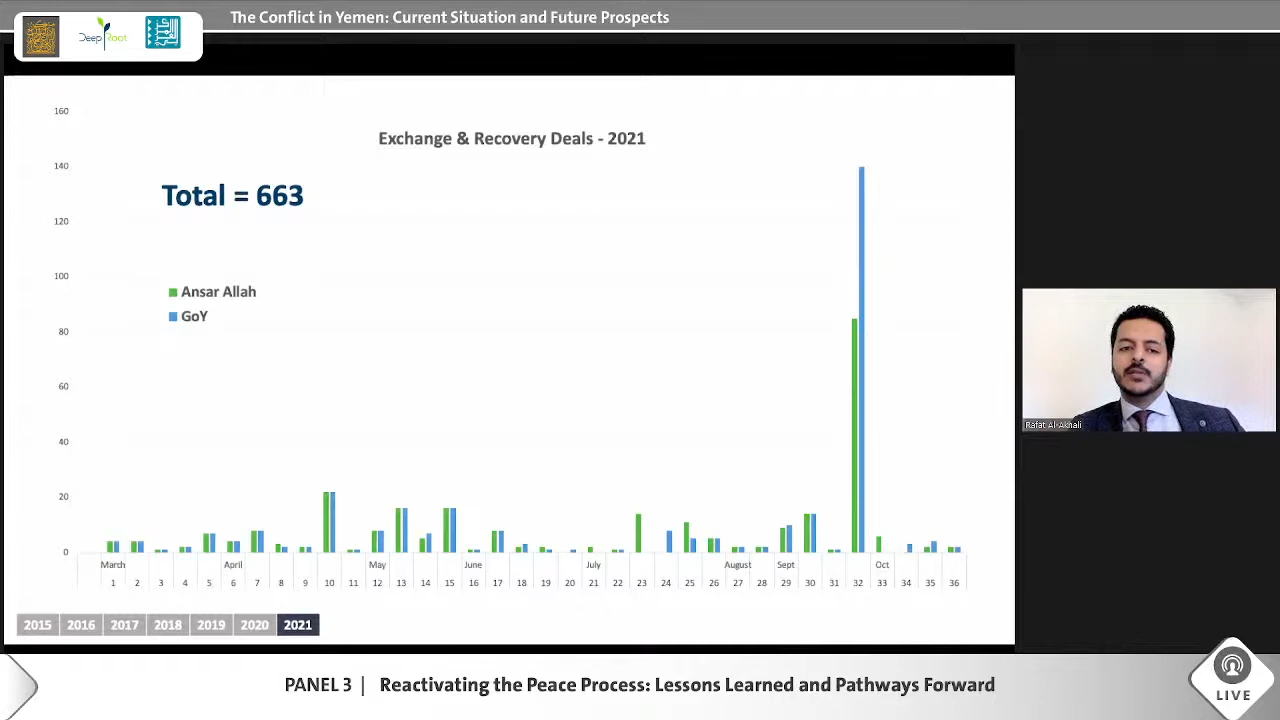 The Conflict in Yemen: Current Situation and Future Prospects
Deep Root
Exchange & Recovery Deals - 2021
Total = 663
Ansar Allah
GoY
160
140
120
100
80
60
40
20
0
March April May June July August Sept Oct
1 2 3 4 5 6 7 8 9 10 11 12 13 14 15 16 17 18 19 20 21 22 23 24 25 26 27 28 29 30 31 32 33 34 35 36
2015 2016 2017 2018 2019 2020 2021
Rafat Al-Akhali
PANEL 3 | Reactivating the Peace Process: Lessons Learned and Pathways Forward
LIVE